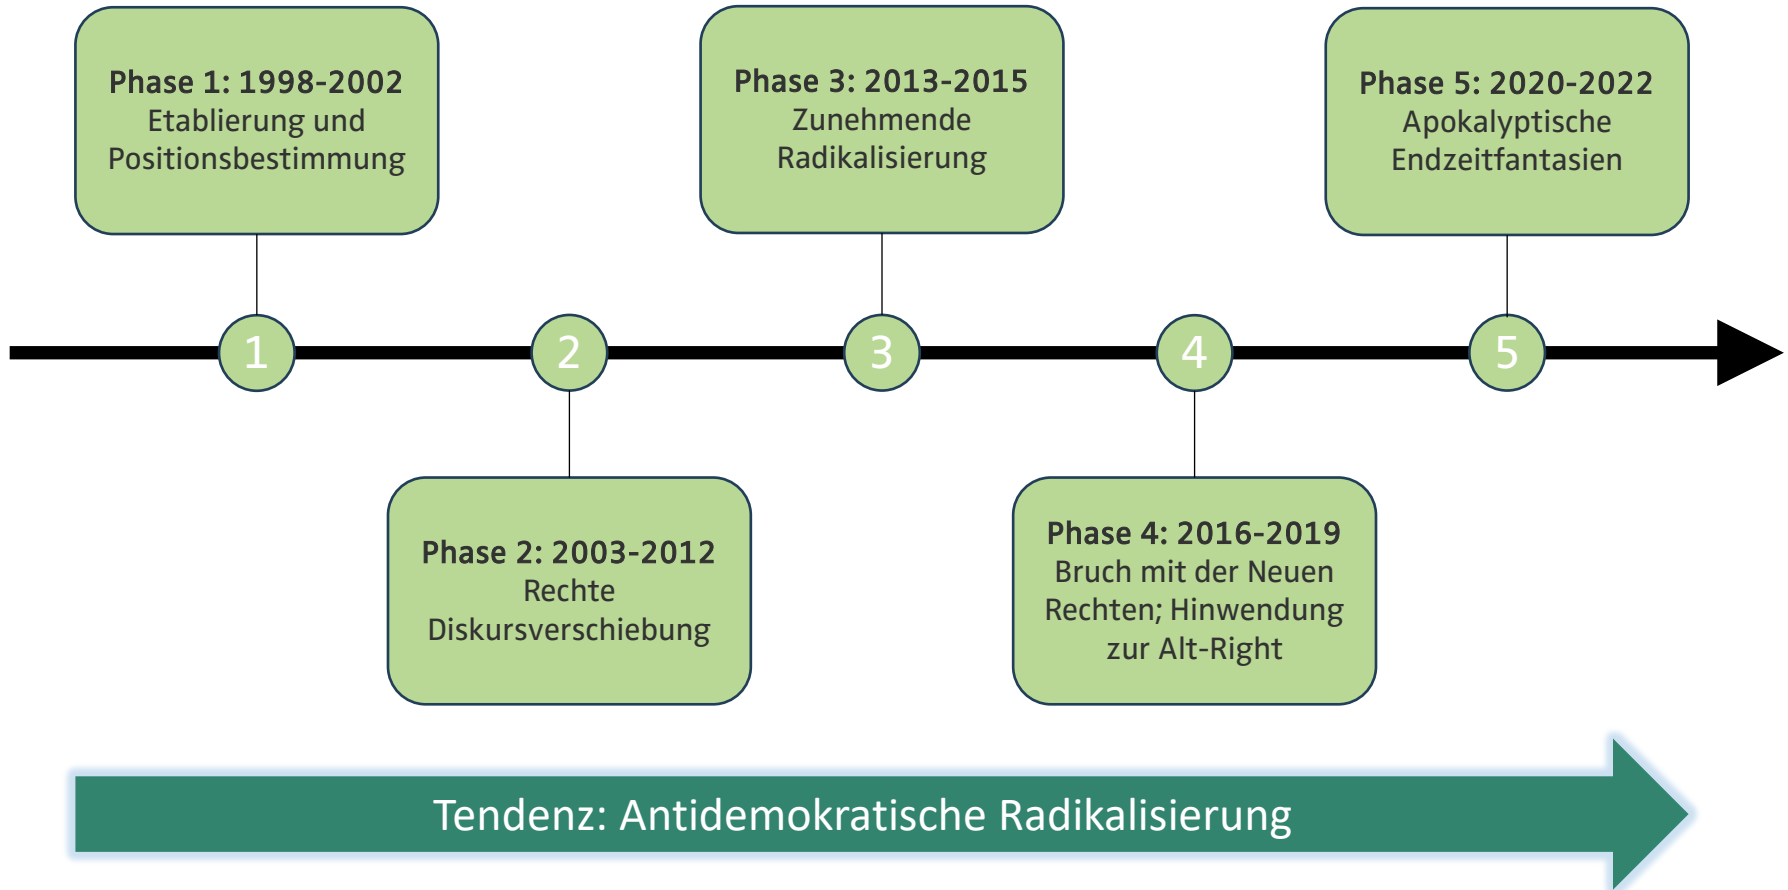 Phase 1: 1998-2002
Etablierung und
Positionsbestimmung
Phase 3: 2013-2015
Zunehmende
Radikalisierung
Phase 5: 2020-2022
Apokalyptische
Endzeitfantasien
1
2
3
4
5
Phase 2: 2003-2012
Rechte
Diskursverschiebung
Phase 4: 2016-2019
Bruch mit der Neuen
Rechten; Hinwendung
zur Alt-Right
Tendenz: Antidemokratische Radikalisierung